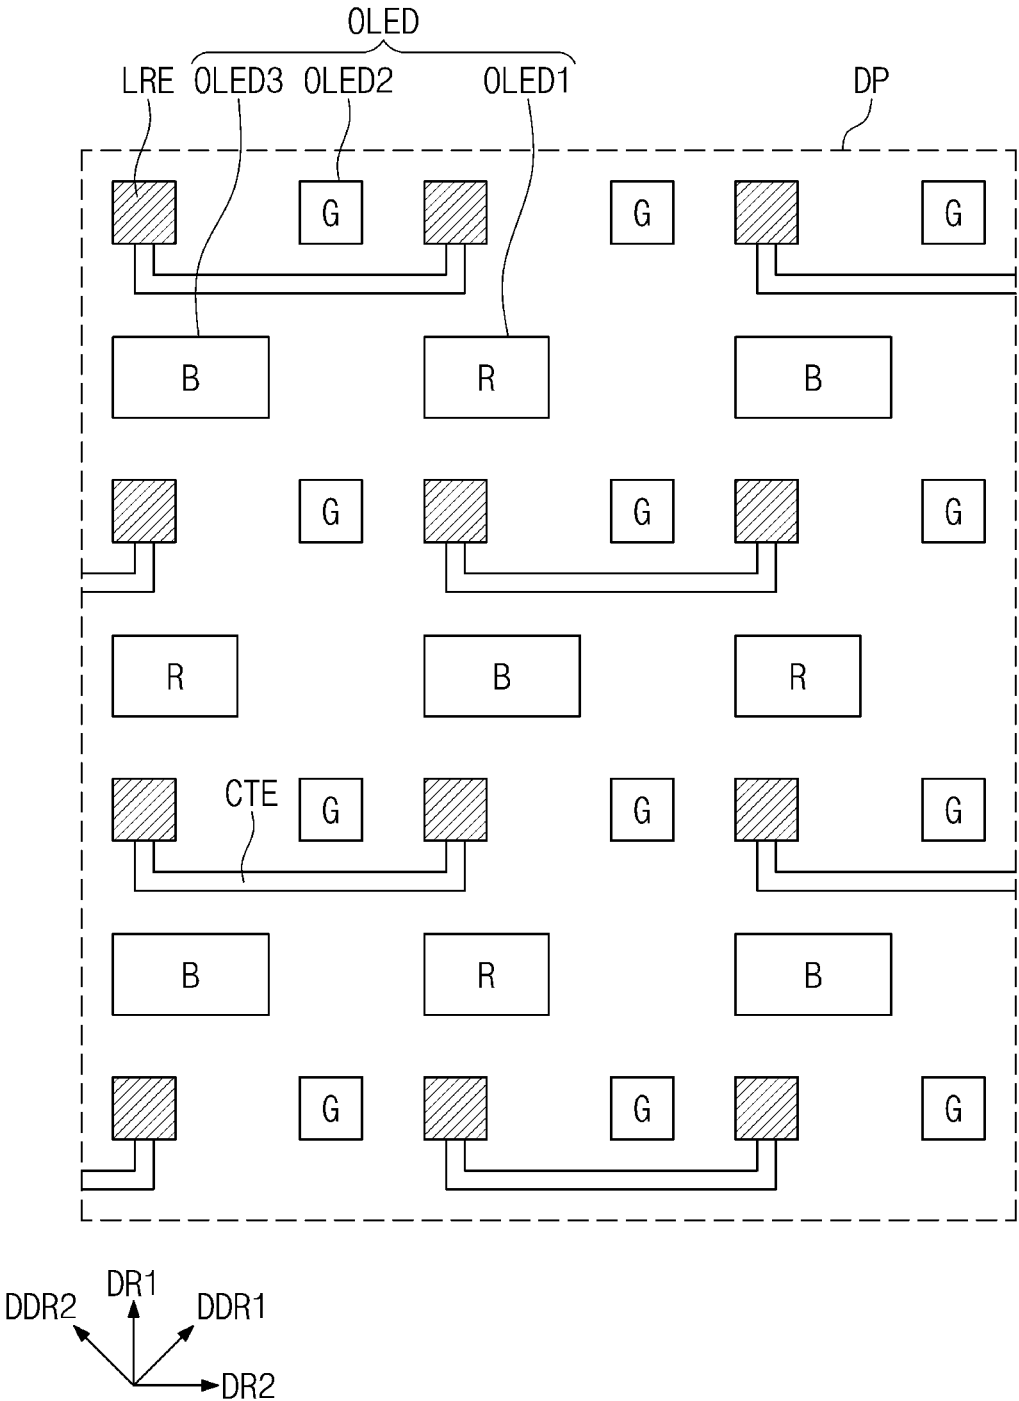 OLED
LRE OLED3 OLED2 OLED1 DP
G G G
B R B
G G G
R B R
CTE G G G
B R B
G G G
DR1
DDR2 DDR1
DR2